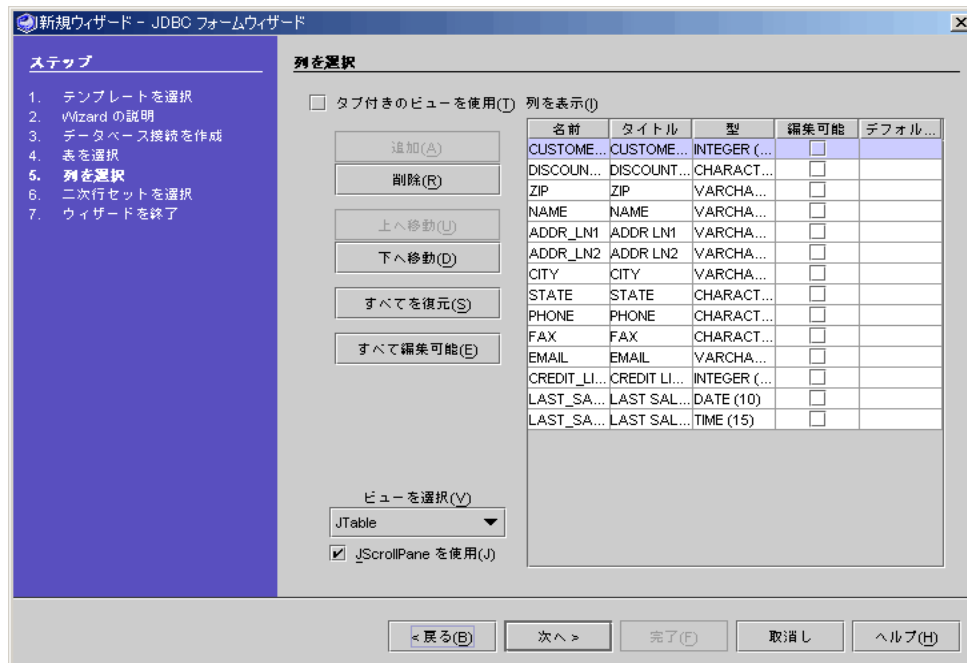 新規ウィザード - JDBC フォームウィザード
ステップ
1. テンプレートを選択
2. Wizard の説明
3. データベース接続を作成
4. 表を選択
5. 列を選択
6. 二次行セットを選択
7. ウィザードを終了
列を選択
タブ付きのビューを使用(T) 列を表示(I)
追加(A)
削除(R)
上へ移動(U)
下へ移動(D)
すべてを復元(S)
すべて編集可能(E)
ビューを選択(V)
JTable
JScrollPane を使用(J)
名前 タイトル 型 編集可能 デフォル...
CUSTOME... CUSTOME... INTEGER (...
DISCOUN... DISCOUNT... CHARACT...
ZIP ZIP VARCHA...
NAME NAME VARCHA...
ADDR_LN1 ADDR LN1 VARCHA...
ADDR_LN2 ADDR LN2 VARCHA...
CITY CITY VARCHA...
STATE STATE CHARACT...
PHONE PHONE CHARACT...
FAX FAX CHARACT...
EMAIL EMAIL VARCHA...
CREDIT_LI... CREDIT LI... INTEGER (...
LAST_SA... LAST SAL... DATE (10)
LAST_SA... LAST SAL... TIME (15)
< 戻る(B) 次へ > 完了(F) 取消し ヘルプ(H)